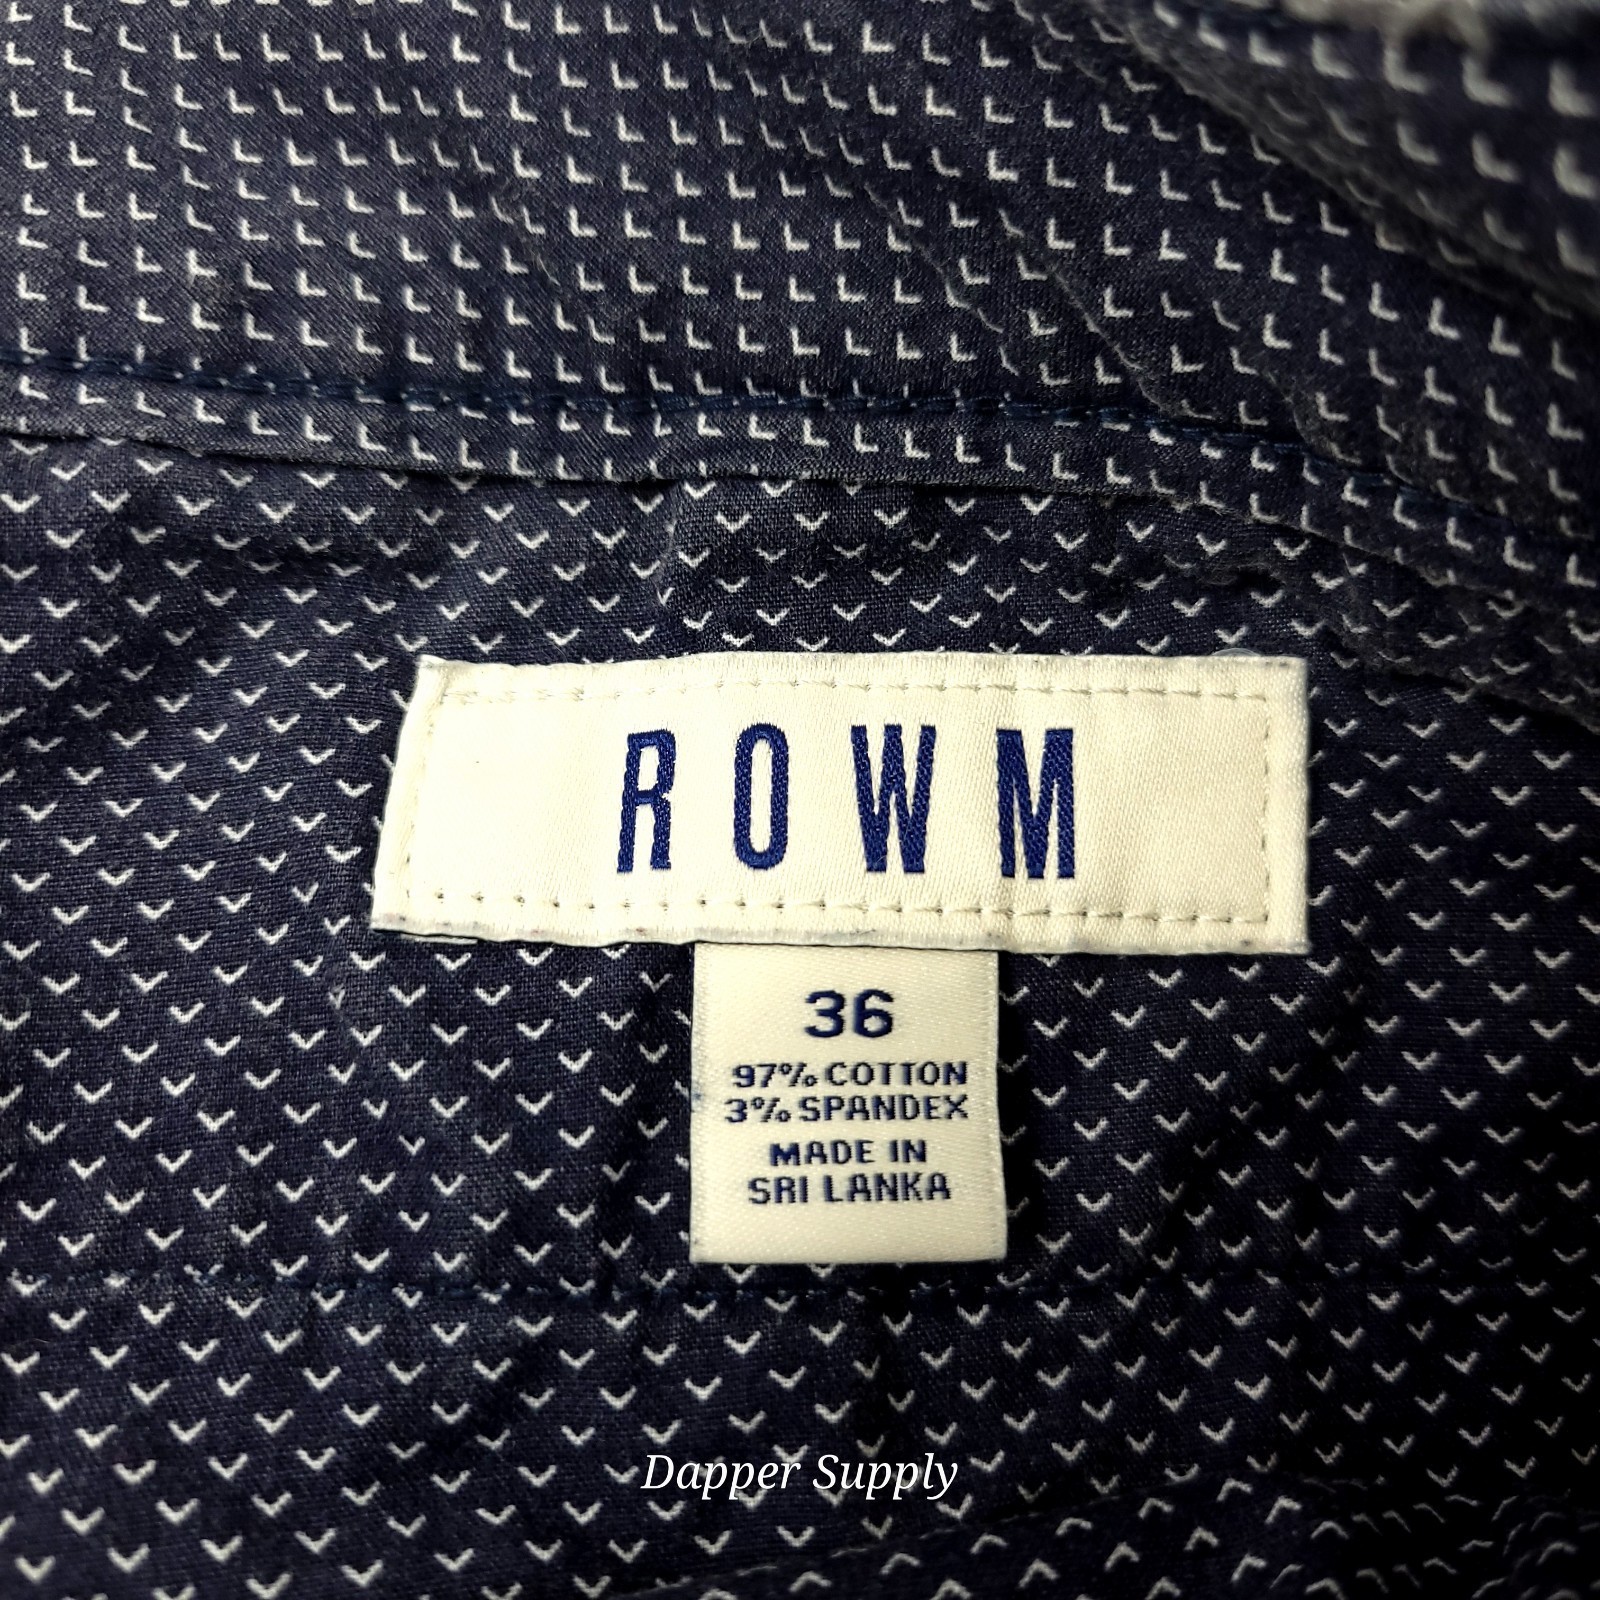 ROWM
36
97% COTTON
3% SPANDEX
MADE IN
SRI LANKA
Dapper Supply